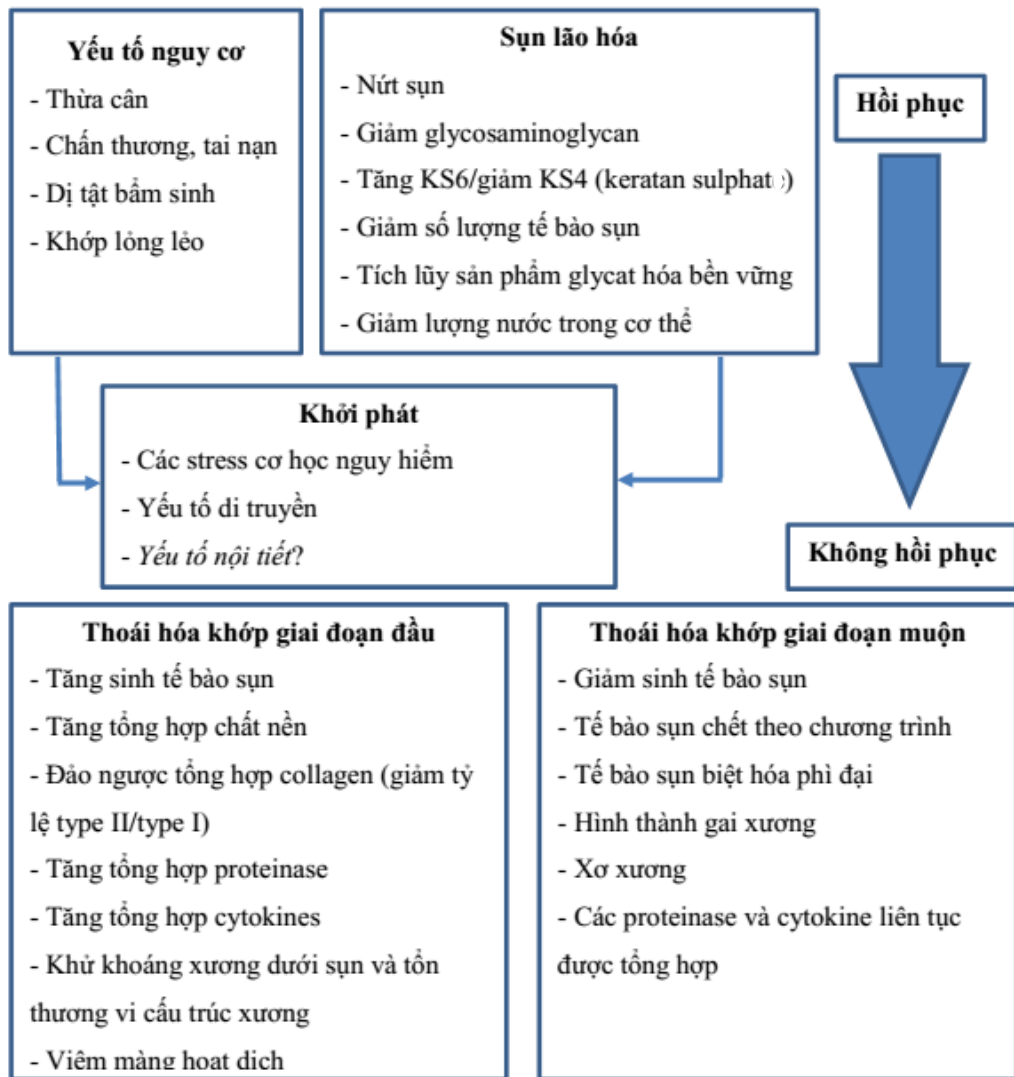 Yếu tố nguy cơ
- Thừa cân
- Chấn thương, tai nạn
- Dị tật bẩm sinh
- Khớp lỏng lẻo
Sụn lão hóa
- Nứt sụn
- Giảm glycosaminoglycan
- Tăng KS6/giảm KS4 (keratan sulphate)
- Giảm số lượng tế bào sụn
- Tích lũy sản phẩm glycat hóa bền vững
- Giảm lượng nước trong cơ thể
Hồi phục
Khởi phát
- Các stress cơ học nguy hiểm
- Yếu tố di truyền
- Yếu tố nội tiết?
Không hồi phục
Thoái hóa khớp giai đoạn đầu
- Tăng sinh tế bào sụn
- Tăng tổng hợp chất nền
- Đảo ngược tổng hợp collagen (giảm tỷ
lệ type II/type I)
- Tăng tổng hợp proteinase
- Tăng tổng hợp cytokines
- Khử khoáng xương dưới sụn và tổn
thương vi cấu trúc xương
- Viêm màng hoạt dịch
Thoái hóa khớp giai đoạn muộn
- Giảm sinh tế bào sụn
- Tế bào sụn chết theo chương trình
- Tế bào sụn biệt hóa phì đại
- Hình thành gai xương
- Xơ xương
- Các proteinase và cytokine liên tục
được tổng hợp